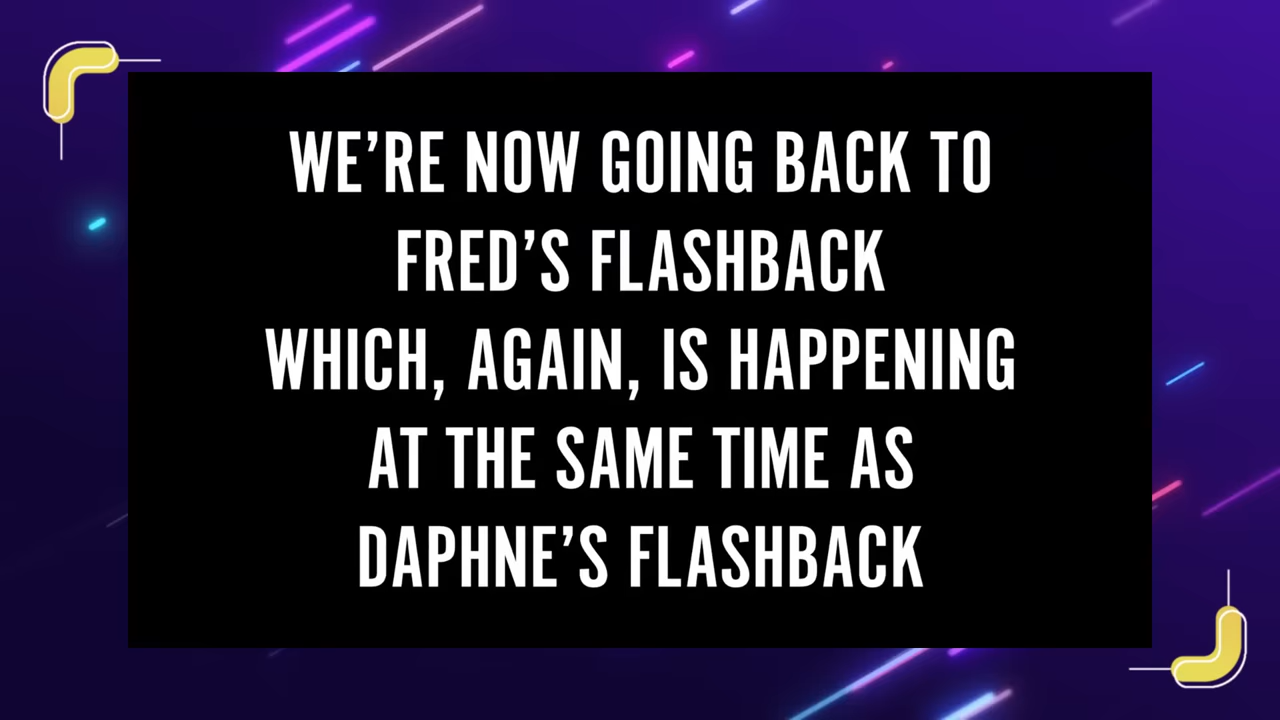 WE’RE NOW GOING BACK TO
FRED’S FLASHBACK
WHICH, AGAIN, IS HAPPENING
AT THE SAME TIME AS
DAPHNE’S FLASHBACK